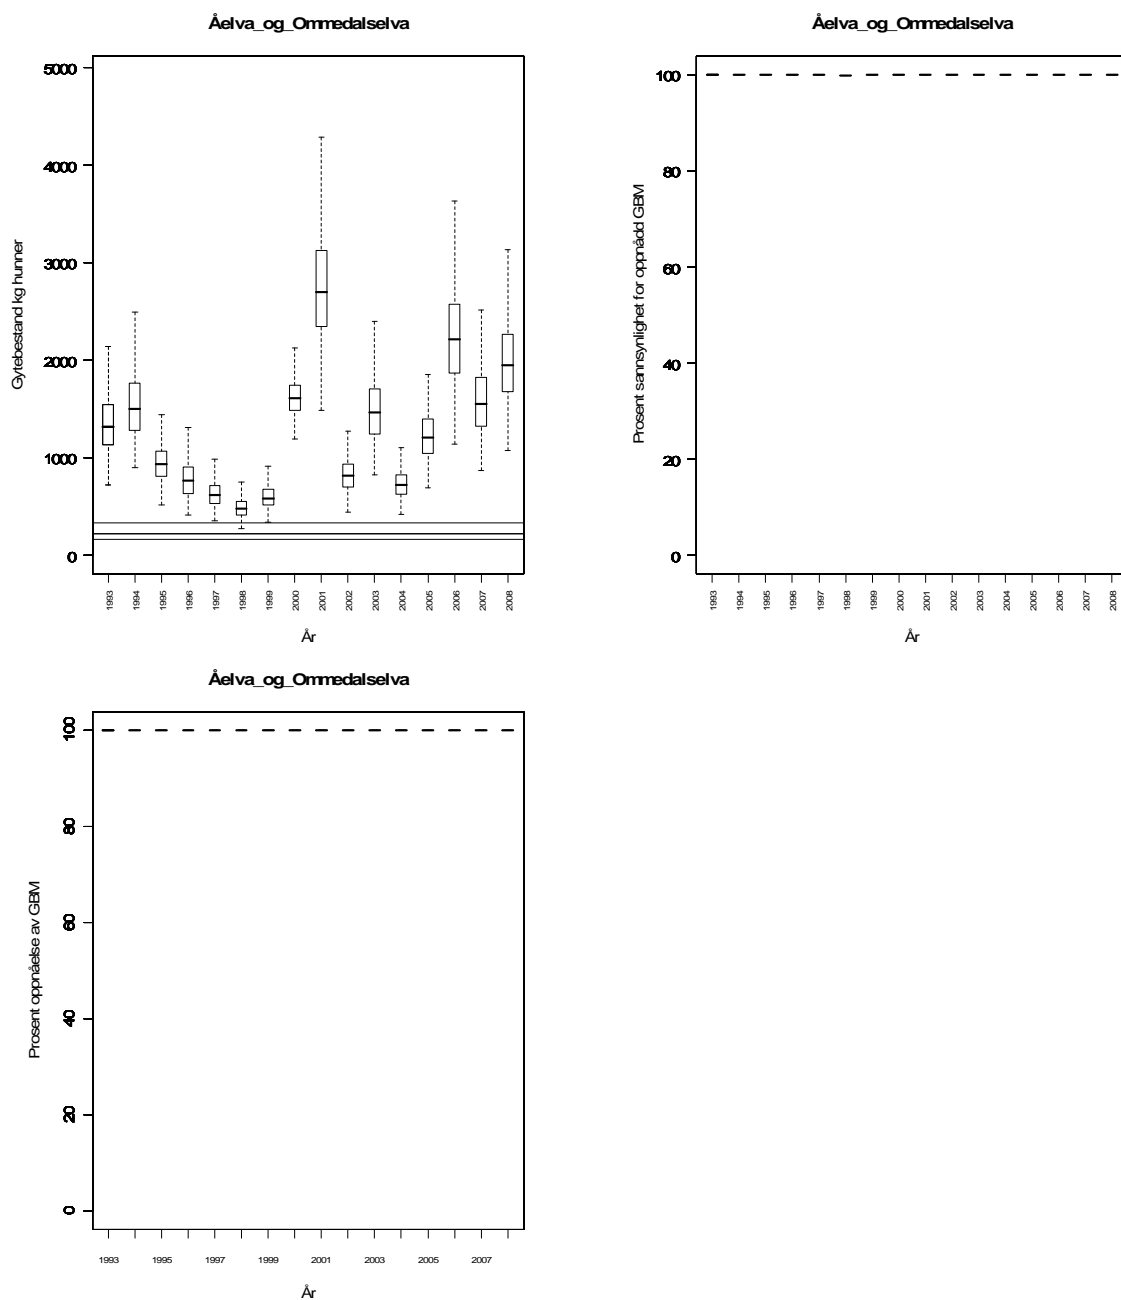 Åelva_og_Ommedalselva
Gytebestand kg hunner
5000
4000
3000
2000
1000
0
1993 1994 1995 1996 1997 1998 1999 2000 2001 2002 2003 2004 2005 2006 2007 2008
År
Åelva_og_Ommedalselva
Prosent sannsynlighet for oppnådd GBM
100
80
60
40
20
0
1993 1994 1995 1996 1997 1998 1999 2000 2001 2002 2003 2004 2005 2006 2007 2008
År
Åelva_og_Ommedalselva
Prosent oppnåelse av GBM
100
80
60
40
20
0
1993 1995 1997 1999 2001 2003 2005 2007
År